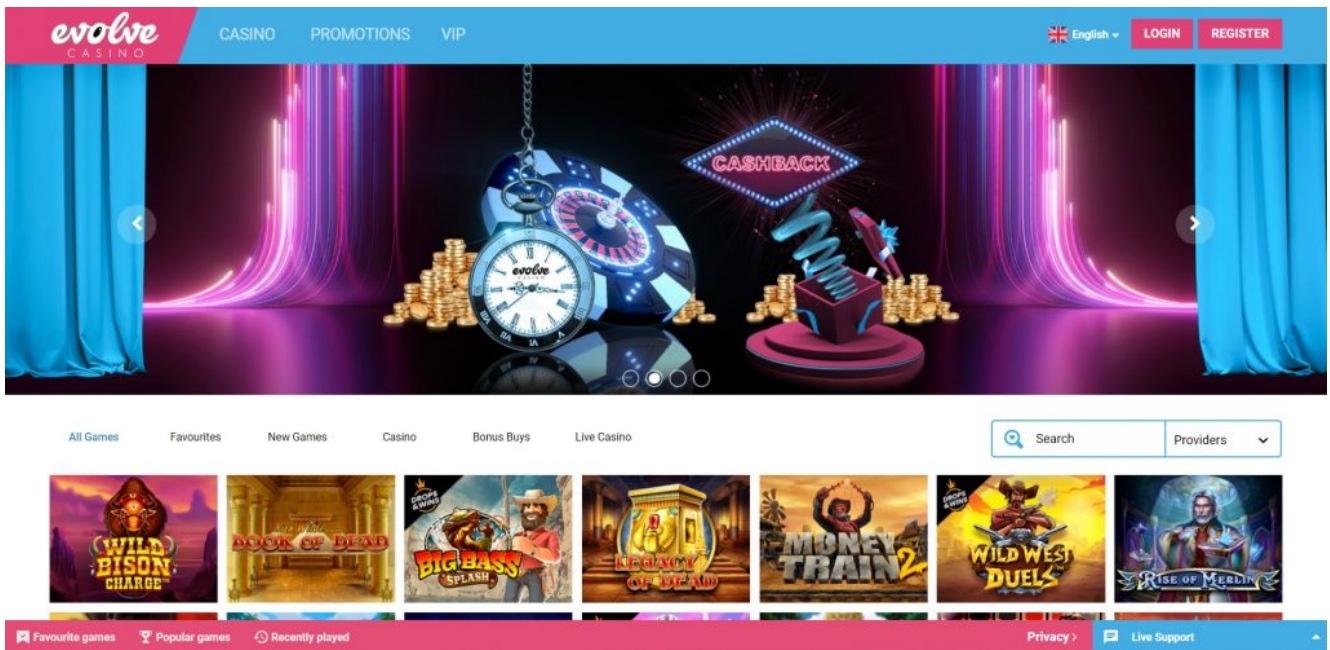 evolve
CASINO
CASINO PROMOTIONS VIP
English
LOGIN
REGISTER
CASHBACK
evolve
CASINO
All Games Favourites New Games Casino Bonus Buys Live Casino
Search
Providers
WILD BISON CHARGE™
BOOK OF DEAD
DROPS & WINS
BIG BASS SPLASH
LEGACY OF DEAD
MONEY TRAIN 2
DROPS & WINS
WILD WEST DUELS
RISE OF MERLIN
Favourite games Popular games Recently played
Privacy >
Live Support